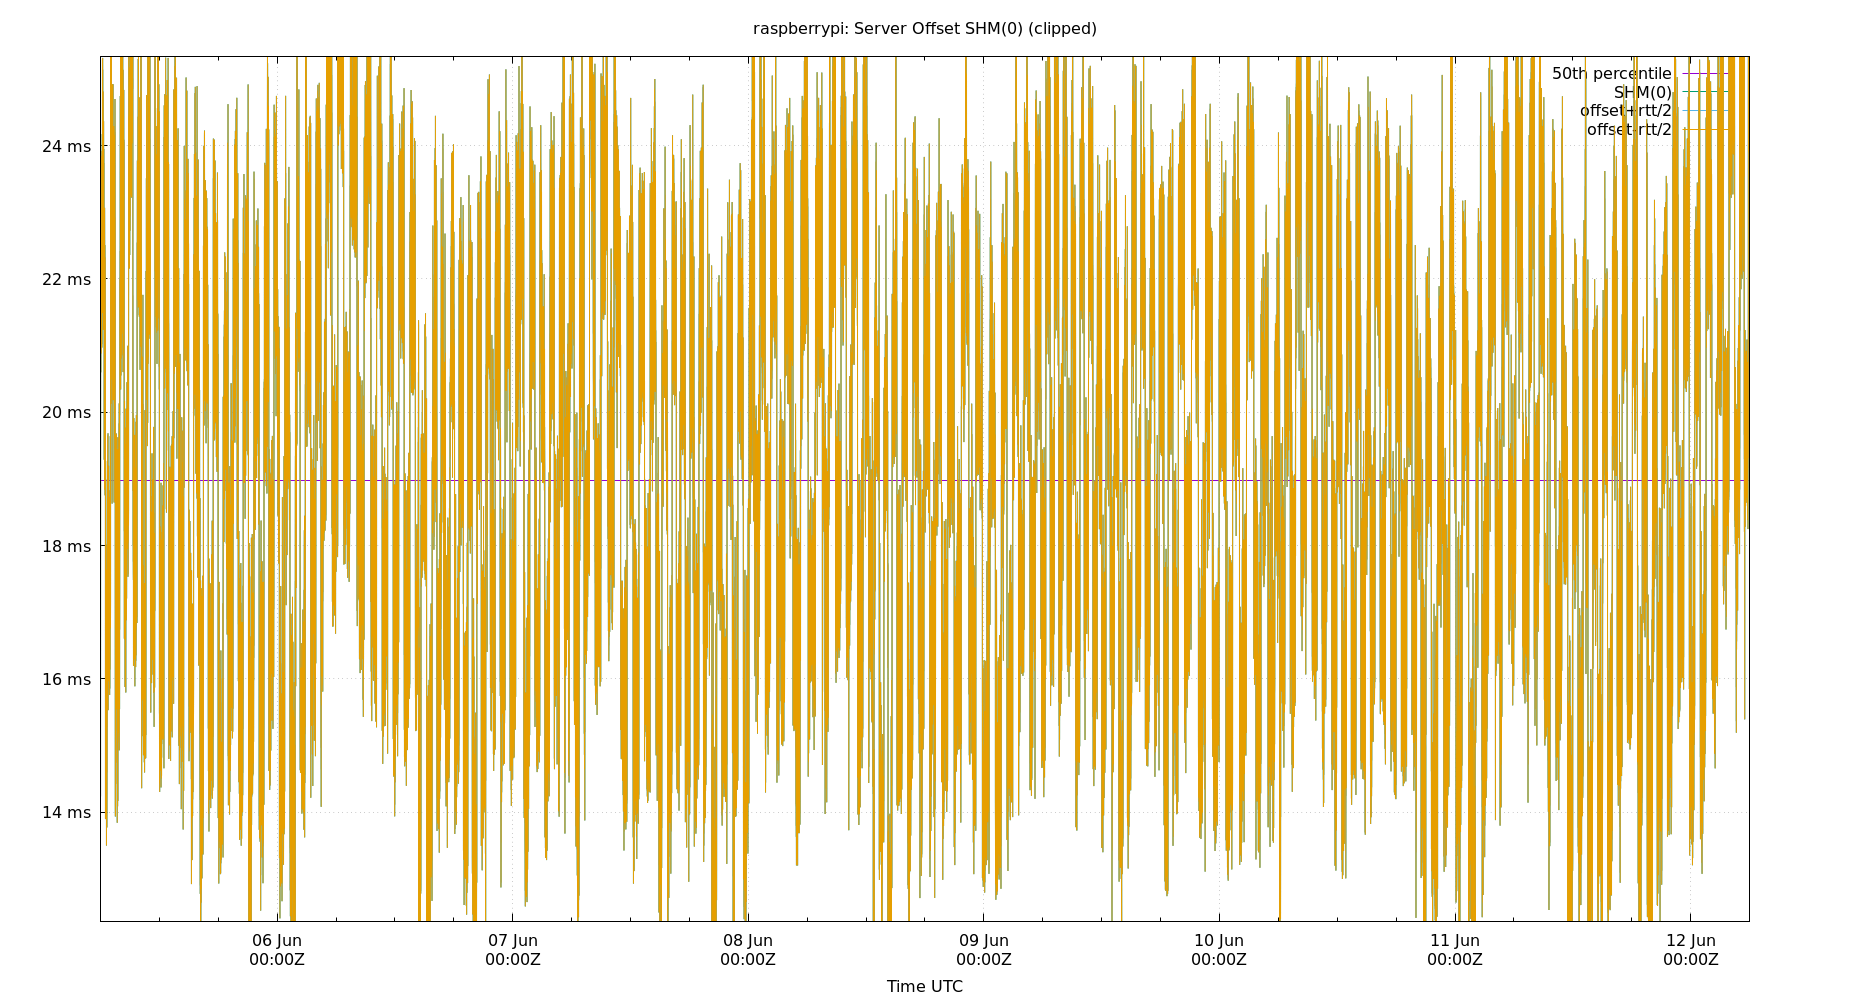 raspberrypi: Server Offset SHM(0) (clipped)
50th percentile
SHM(0)
offset+rtt/2
offset-rtt/2
24 ms
22 ms
20 ms
18 ms
16 ms
14 ms
06 Jun
00:00Z
07 Jun
00:00Z
08 Jun
00:00Z
09 Jun
00:00Z
10 Jun
00:00Z
11 Jun
00:00Z
12 Jun
00:00Z
Time UTC